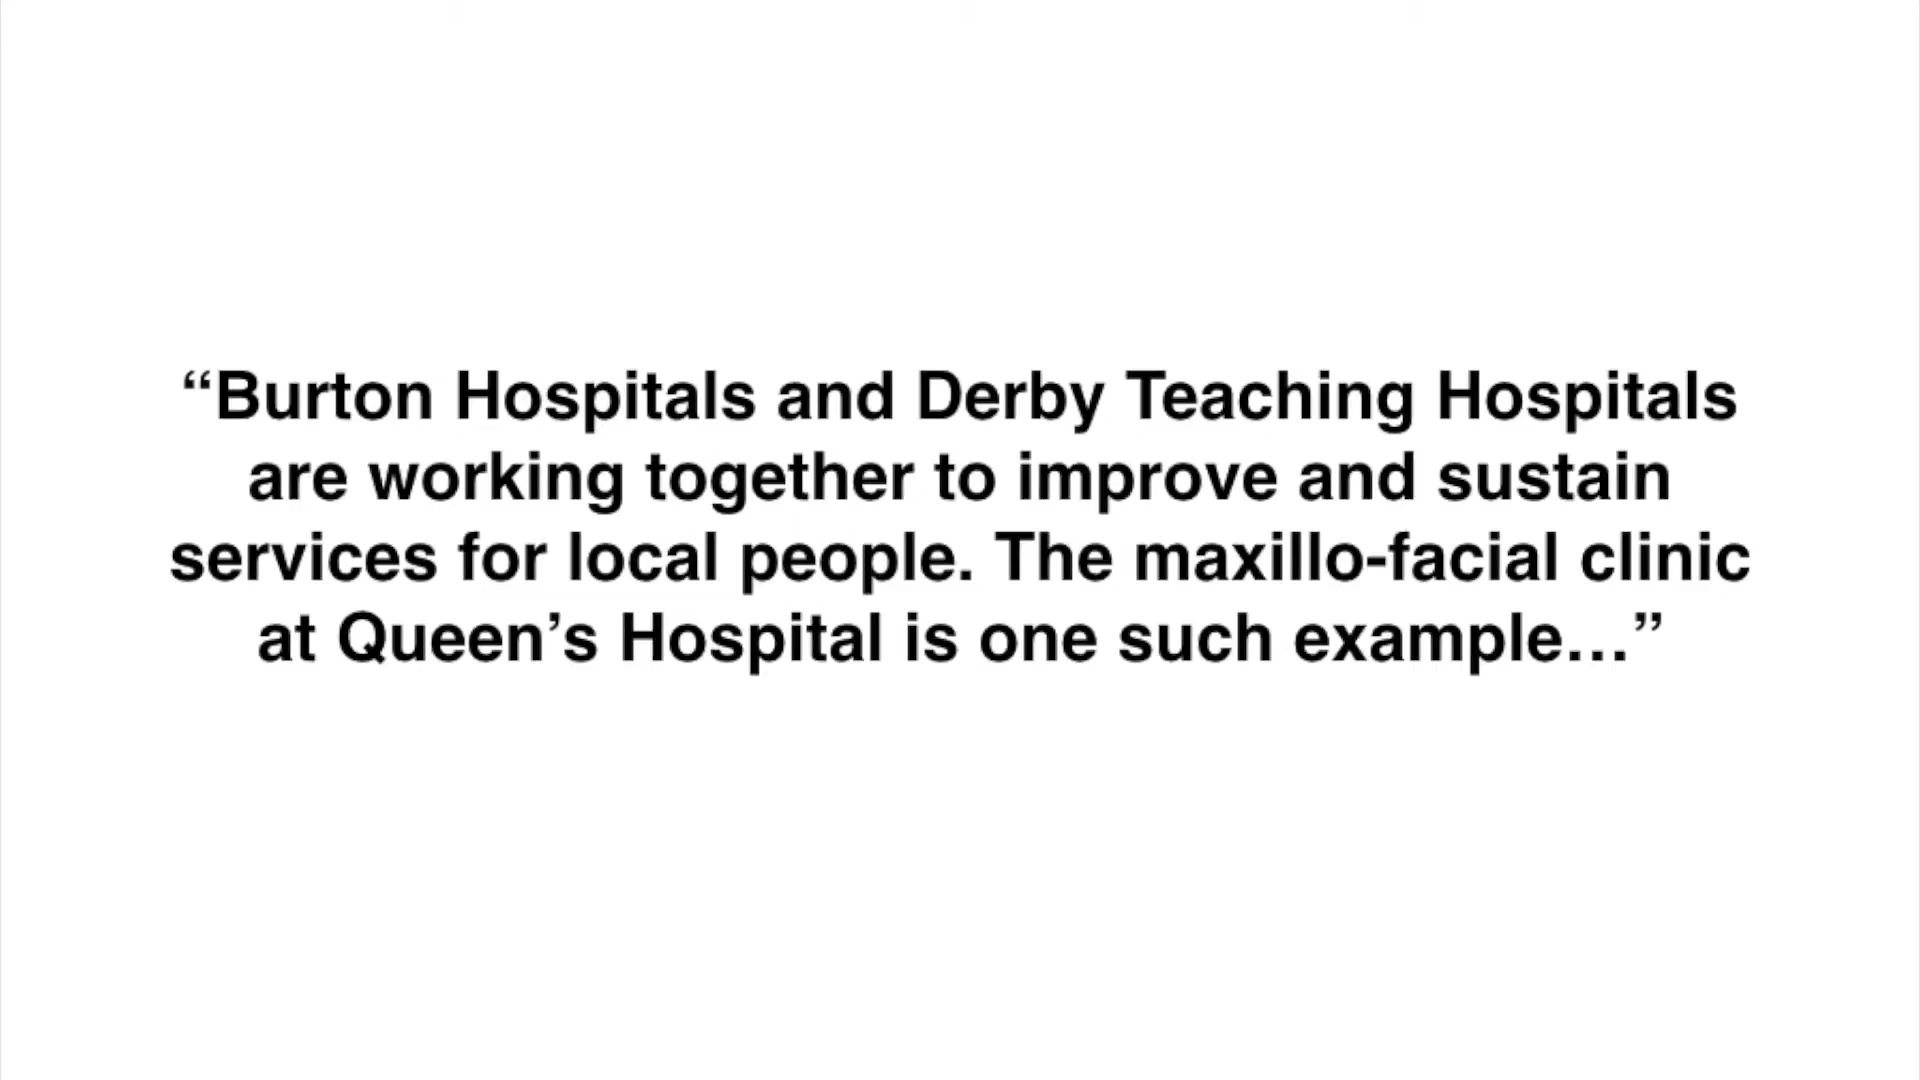 “Burton Hospitals and Derby Teaching Hospitals
are working together to improve and sustain
services for local people. The maxillo-facial clinic
at Queen’s Hospital is one such example…”